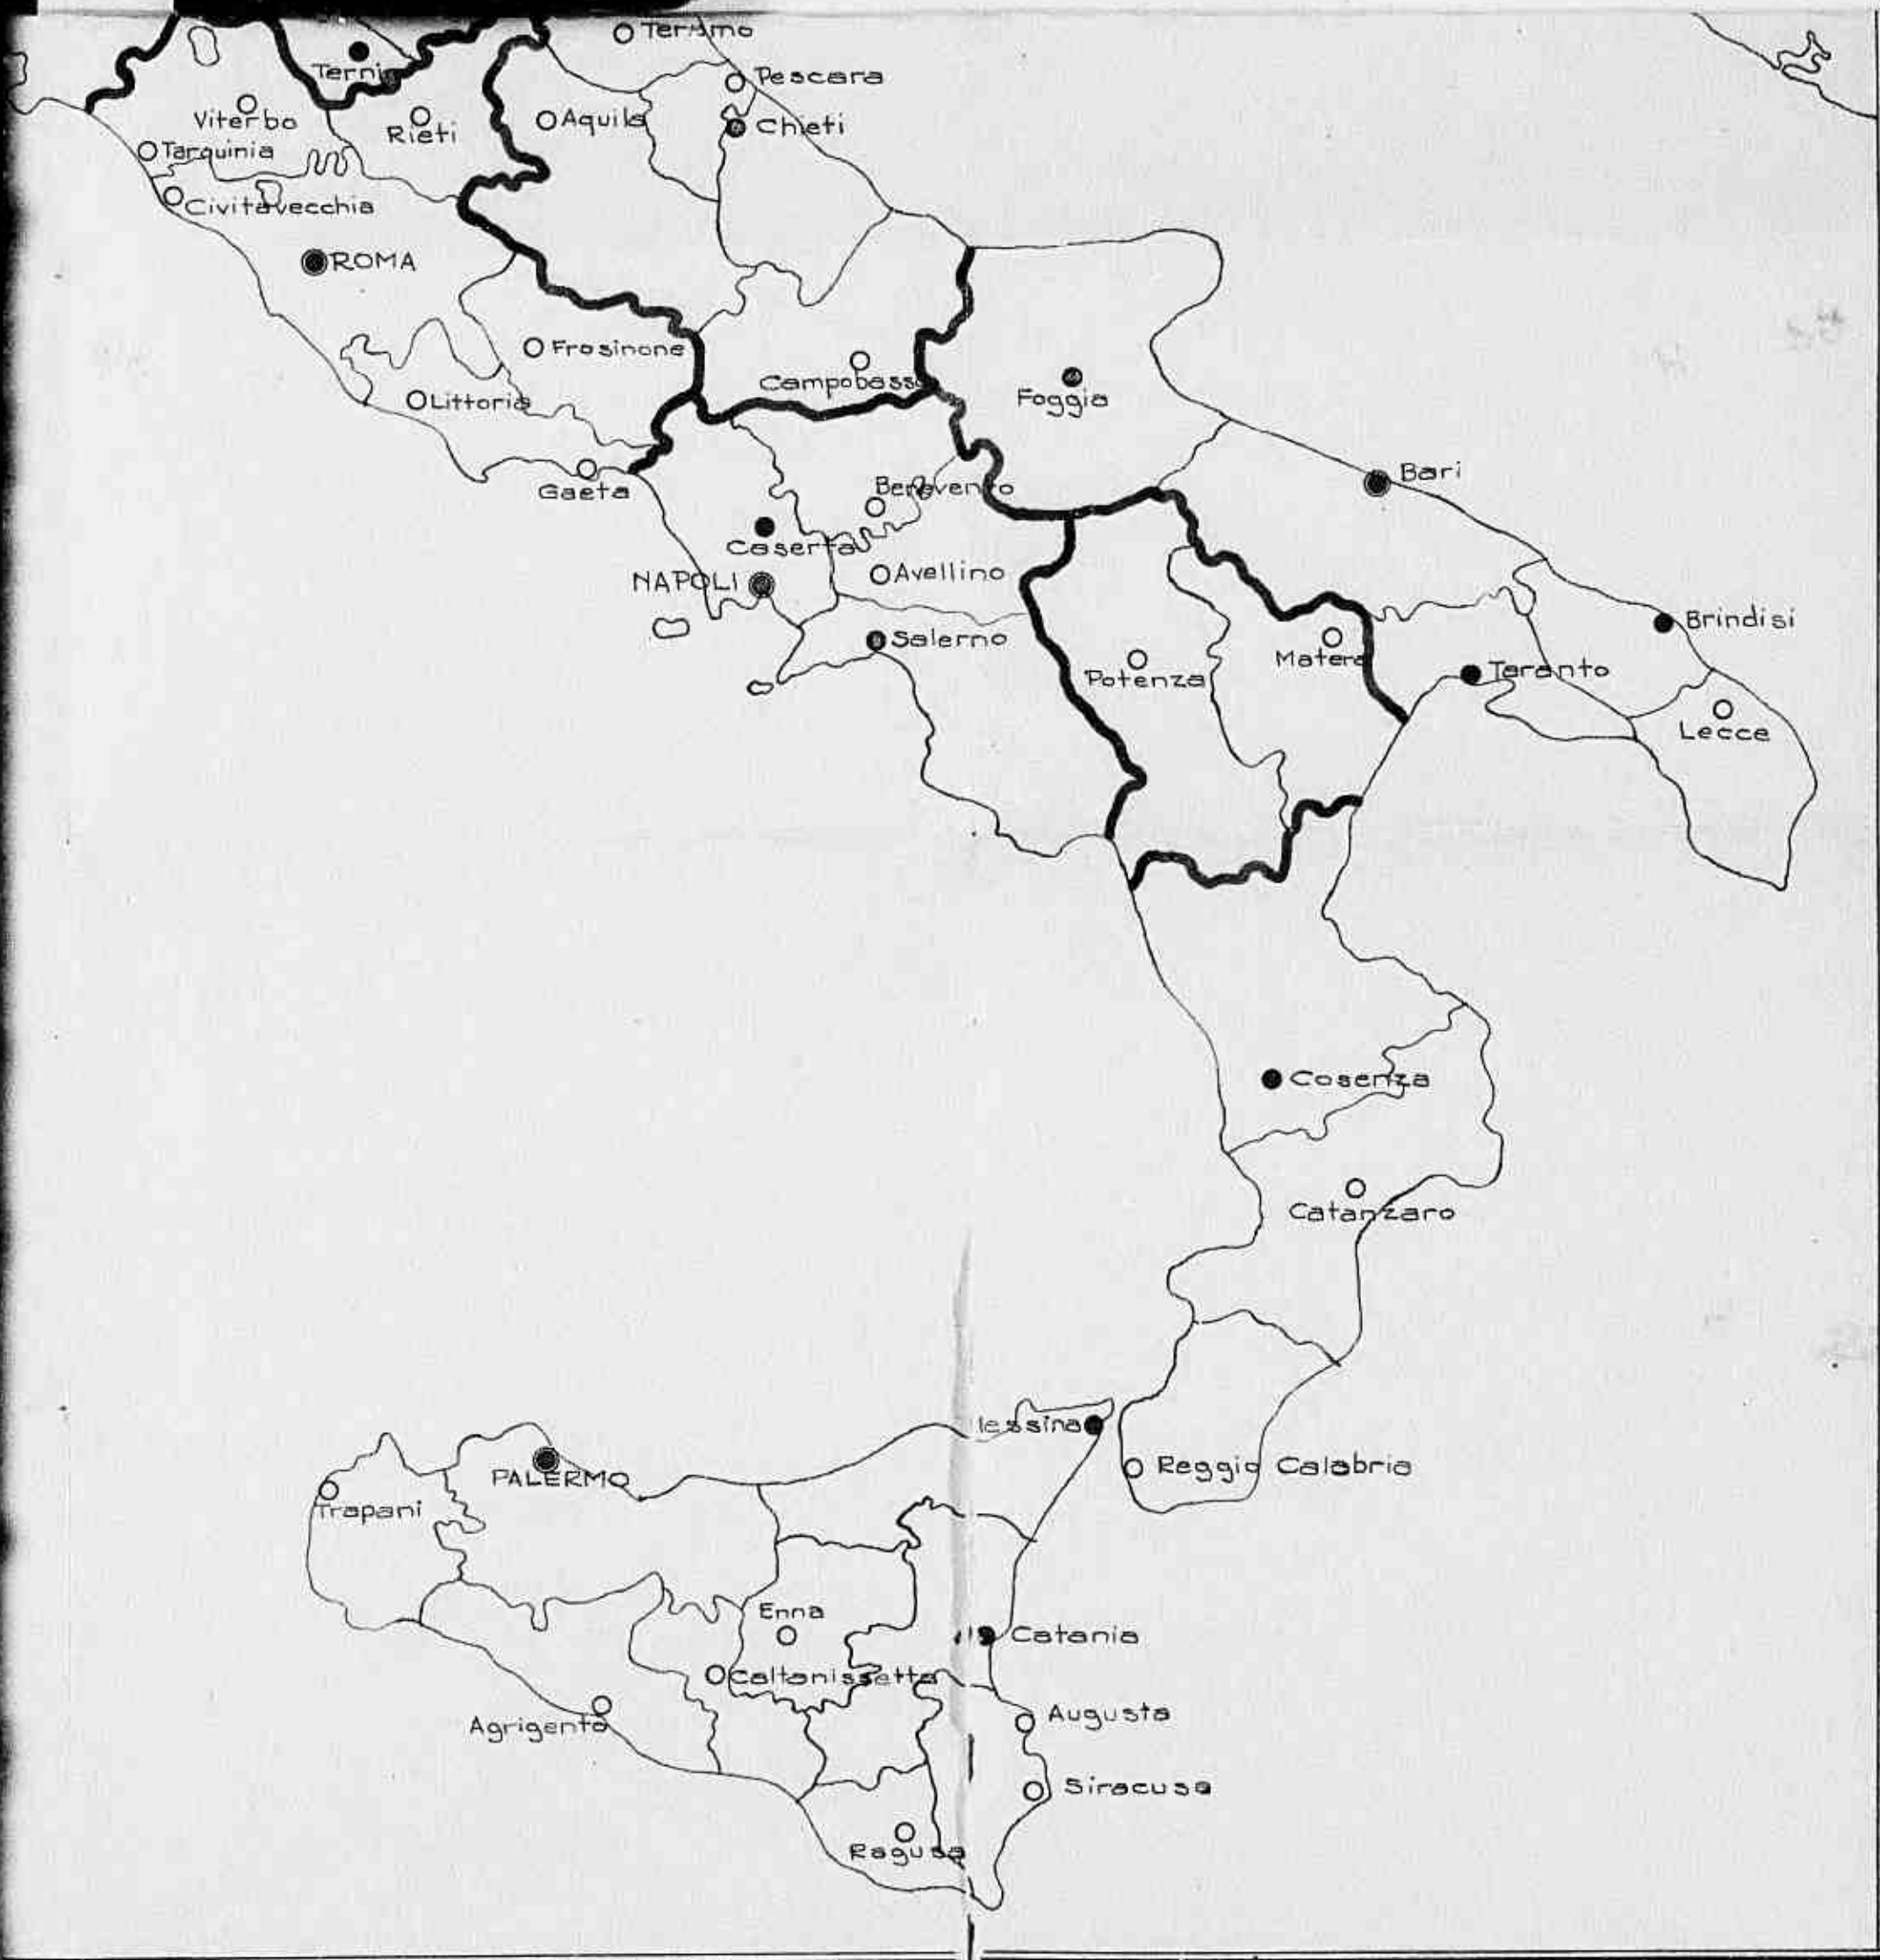 Teramo
Terni
Pescara
Viterbo
Rieti
Aquila
Chieti
Tarquinia
Civitavecchia
ROMA
Frosinone
Littoria
Campobasso
Foggia
Gaeta
Benevento
Bari
Caserta
NAPOLI
Avellino
Salerno
Brindisi
Matera
Potenza
Taranto
Lecce
Cosenza
Catanzaro
lessina
Reggio Calabria
PALERMO
Trapani
Enna
Catania
Caltanissetta
Agrigento
Augusta
Siracusa
Ragusa